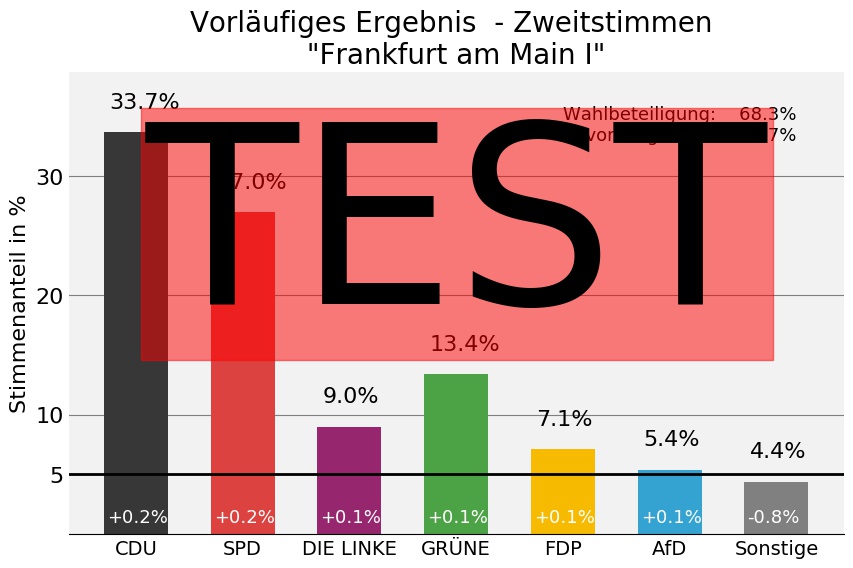 Vorläufiges Ergebnis - Zweitstimmen
"Frankfurt am Main I"
33.7%
Wahlbeteiligung: 68.3%
TEST
30
20
13.4%
Stimmenanteil in %
10
9.0%
7.1%
5.4%
4.4%
5
+0.2% +0.2% +0.1% +0.1% +0.1% +0.1% -0.8%
CDU SPD DIE LINKE GRÜNE FDP AfD Sonstige